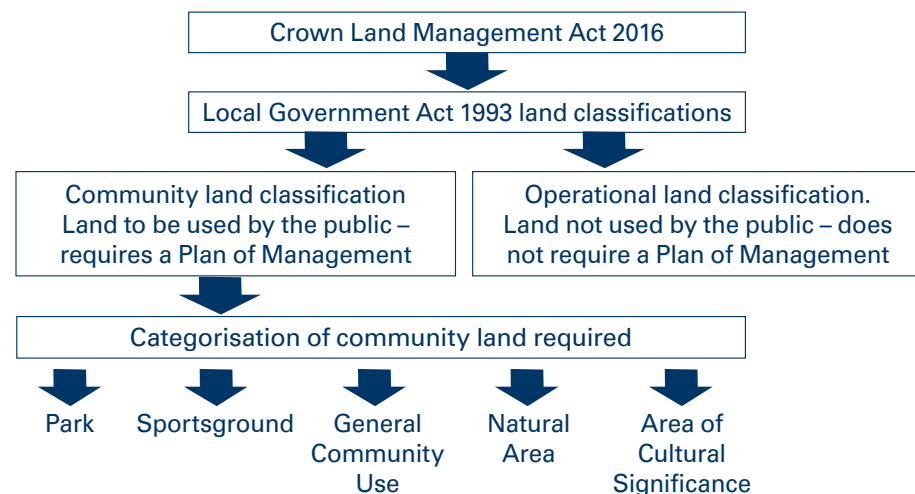 Crown Land Management Act 2016
Local Government Act 1993 land classifications
Community land classification
Land to be used by the public –
requires a Plan of Management
Operational land classification.
Land not used by the public – does
not require a Plan of Management
Categorisation of community land required
Park
Sportsground
General
Community
Use
Natural
Area
Area of
Cultural
Significance